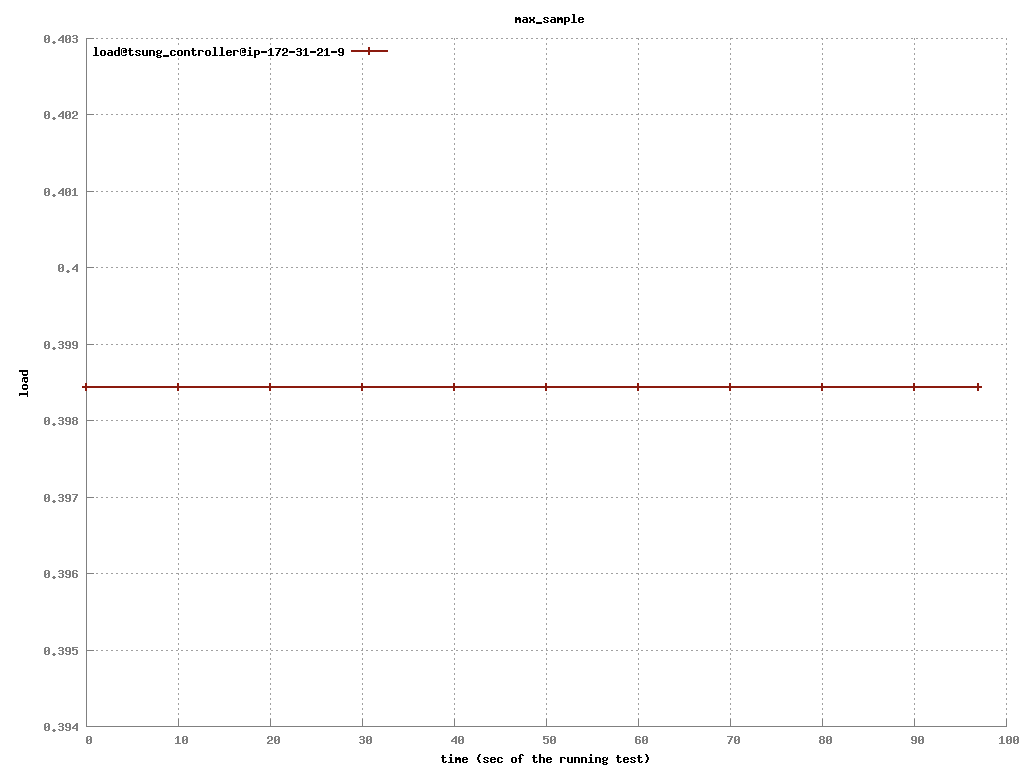 max_sample
load@tsung_controller@ip-172-31-21-9
0.403
0.402
0.401
0.4
0.399
0.398
0.397
0.396
0.395
0.394
load
0 10 20 30 40 50 60 70 80 90 100
time (sec of the running test)